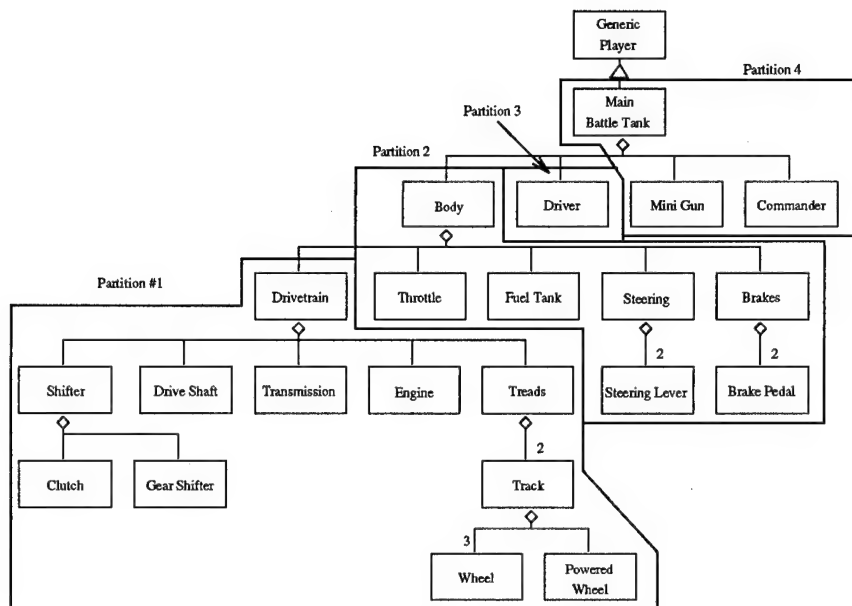 Generic
Player
Partition 4
Main
Battle Tank
Partition 3
Partition 2
Body
Driver
Mini Gun
Commander
Partition #1
Drivetrain
Throttle
Fuel Tank
Steering
Brakes
2
2
Shifter
Drive Shaft
Transmission
Engine
Treads
Steering Lever
Brake Pedal
2
Clutch
Gear Shifter
Track
3
Wheel
Powered
Wheel